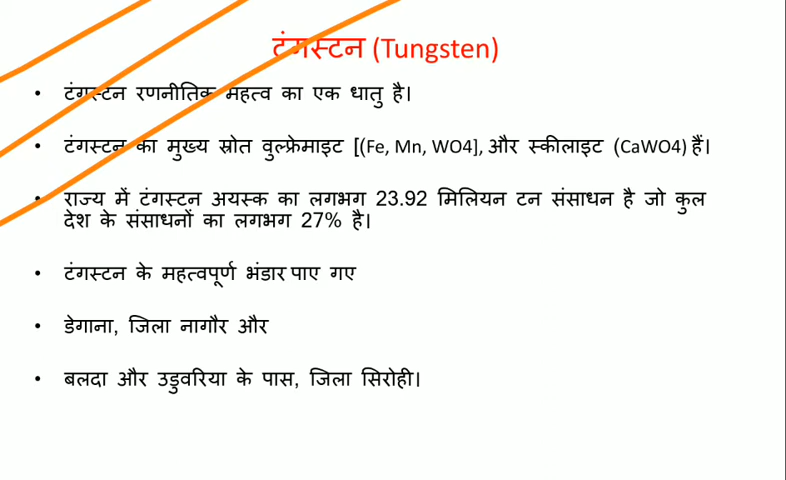 टंगस्टन (Tungsten)
• टंगस्टन रणनीतिक महत्व का एक धातु है।
• टंगस्टन का मुख्य स्रोत वुल्फ्रेमाइट [(Fe, Mn, WO4], और स्कीलाइट (CaWO4) हैं।
• राज्य में टंगस्टन अयस्क का लगभग 23.92 मिलियन टन संसाधन है जो कुल
देश के संसाधनों का लगभग 27% है।
• टंगस्टन के महत्वपूर्ण भंडार पाए गए
• डेगाना, जिला नागौर और
• बलदा और उडुवरिया के पास, जिला सिरोही।